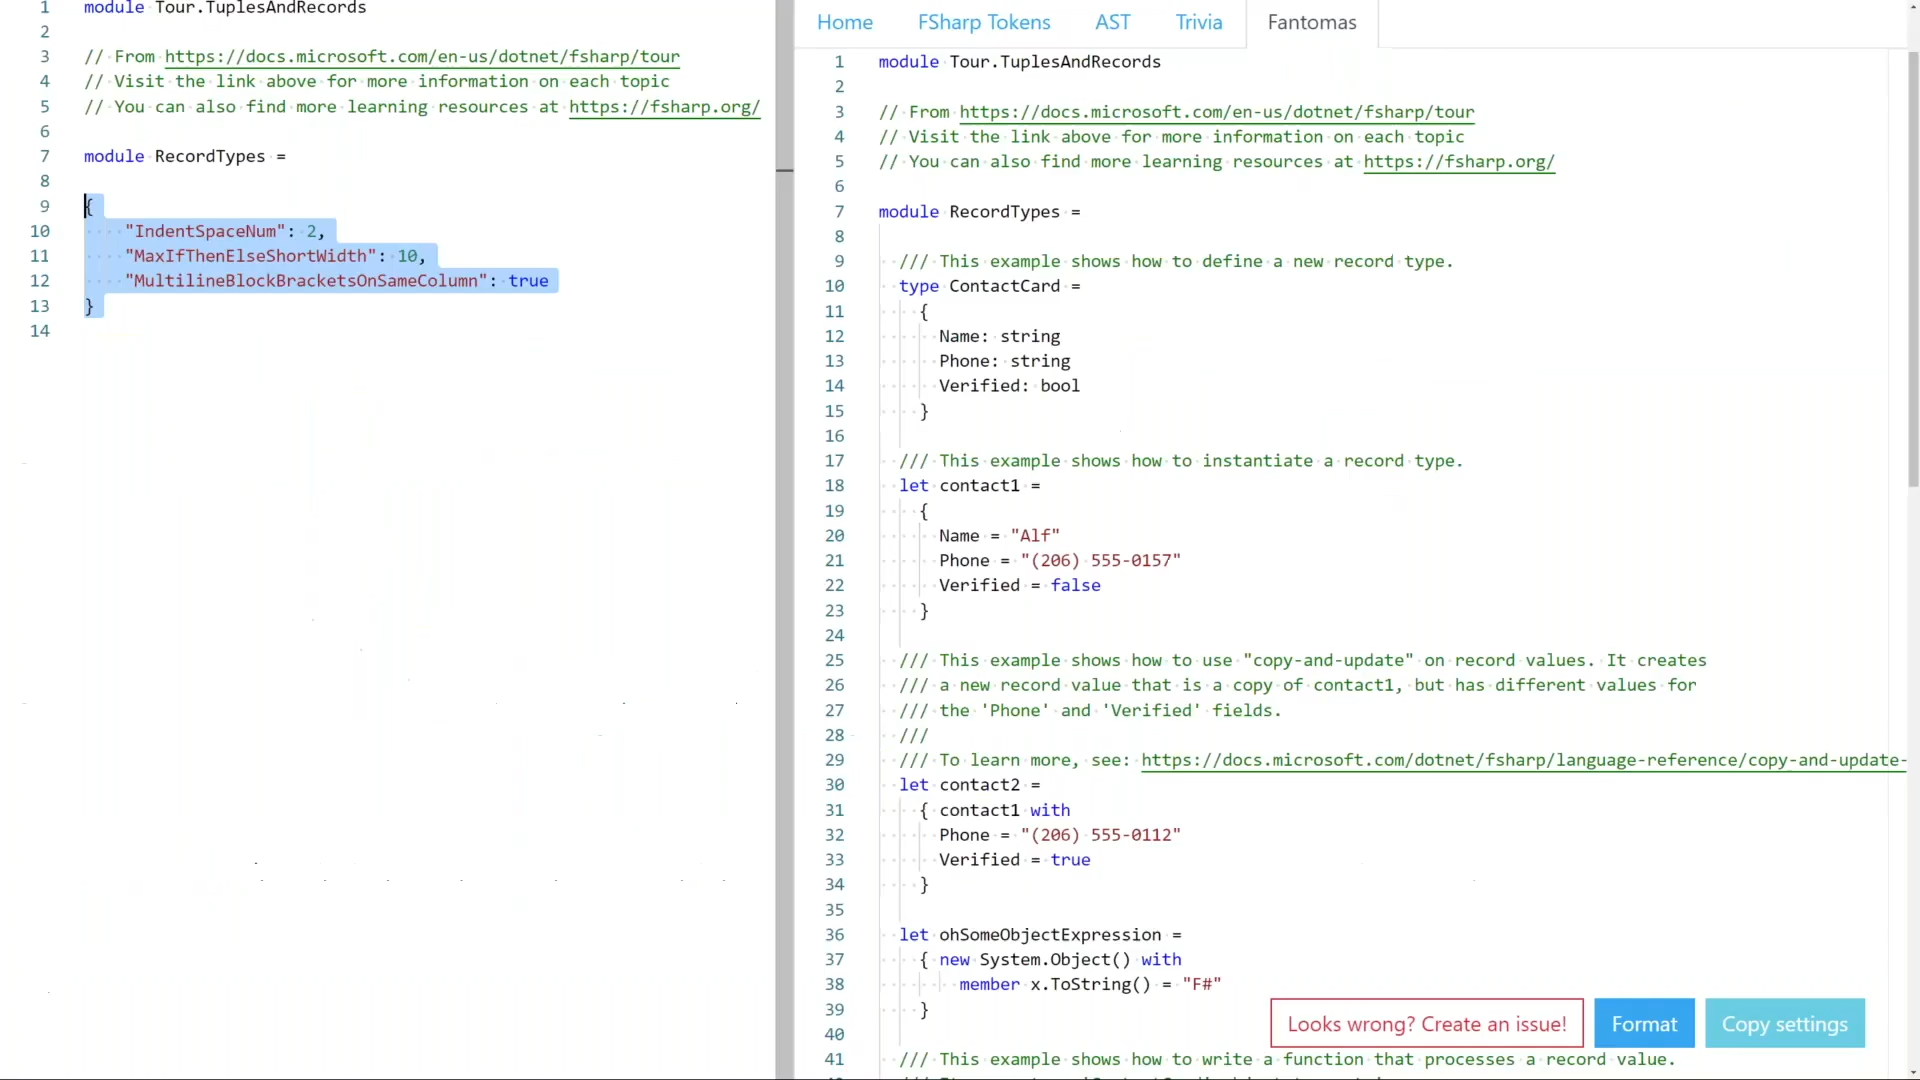 1 module Tour.TuplesAndRecords
2
3 // From https://docs.microsoft.com/en-us/dotnet/fsharp/tour
4 // Visit the link above for more information on each topic
5 // You can also find more learning resources at https://fsharp.org/
6
7 module RecordTypes =
8
9 {
10 "IndentSpaceNum": 2,
11 "MaxIfThenElseShortWidth": 10,
12 "MultilineBlockBracketsOnSameColumn": true
13 }
14
Home FSharp Tokens AST Trivia Fantomas
1 module Tour.TuplesAndRecords
2
3 // From https://docs.microsoft.com/en-us/dotnet/fsharp/tour
4 // Visit the link above for more information on each topic
5 // You can also find more learning resources at https://fsharp.org/
6
7 module RecordTypes =
8
9 /// This example shows how to define a new record type.
10 type ContactCard =
11 {
12 Name: string
13 Phone: string
14 Verified: bool
15 }
16
17 /// This example shows how to instantiate a record type.
18 let contact1 =
19 {
20 Name = "Alf"
21 Phone = "(206) 555-0157"
22 Verified = false
23 }
24
25 /// This example shows how to use "copy-and-update" on record values. It creates
26 /// a new record value that is a copy of contact1, but has different values for
27 /// the 'Phone' and 'Verified' fields.
28 ///
29 /// To learn more, see: https://docs.microsoft.com/dotnet/fsharp/language-reference/copy-and-update-
30 let contact2 =
31 { contact1 with
32 Phone = "(206) 555-0112"
33 Verified = true
34 }
35
36 let ohSomeObjectExpression =
37 { new System.Object() with
38 member x.ToString() = "F#"
39 }
40
41 /// This example shows how to write a function that processes a record value.
Looks wrong? Create an issue! Format Copy settings